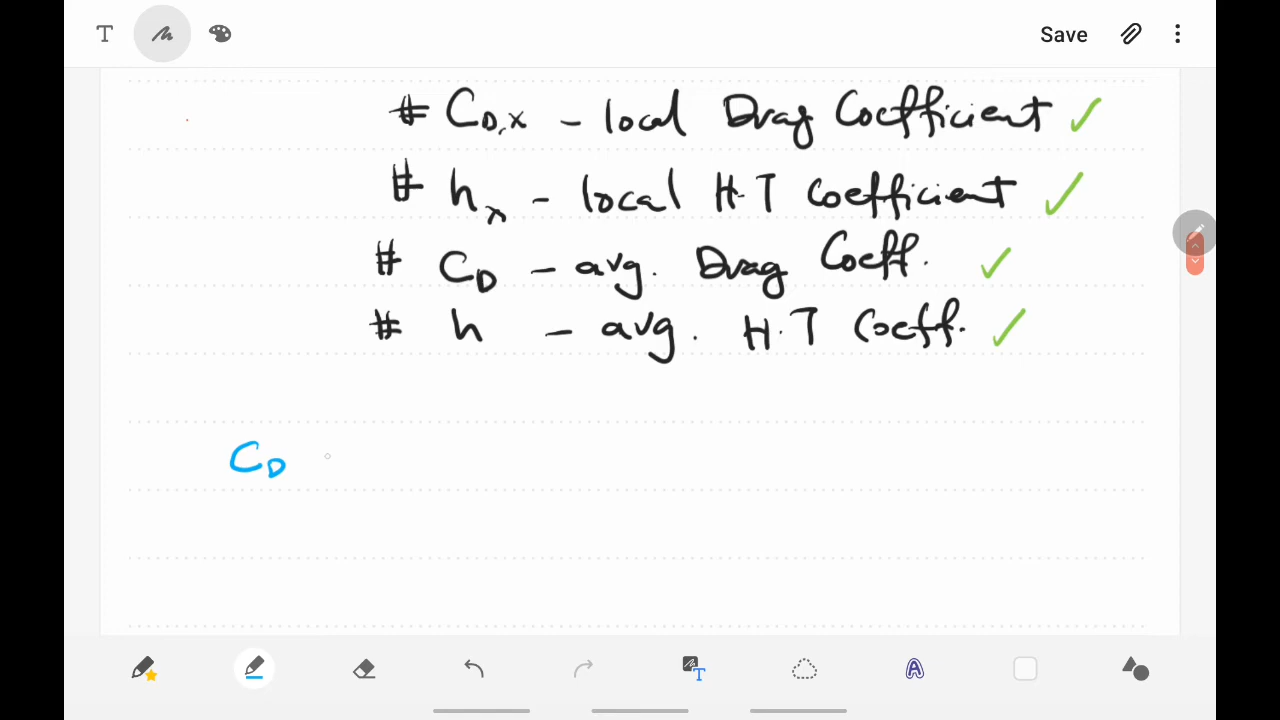 T Save
# C_D,x - local Drag Coefficient ✓
# h_x - local H.T Coefficient ✓
# C_D - avg. Drag Coeff. ✓
# h - avg. H.T Coeff. ✓
C_D
T A